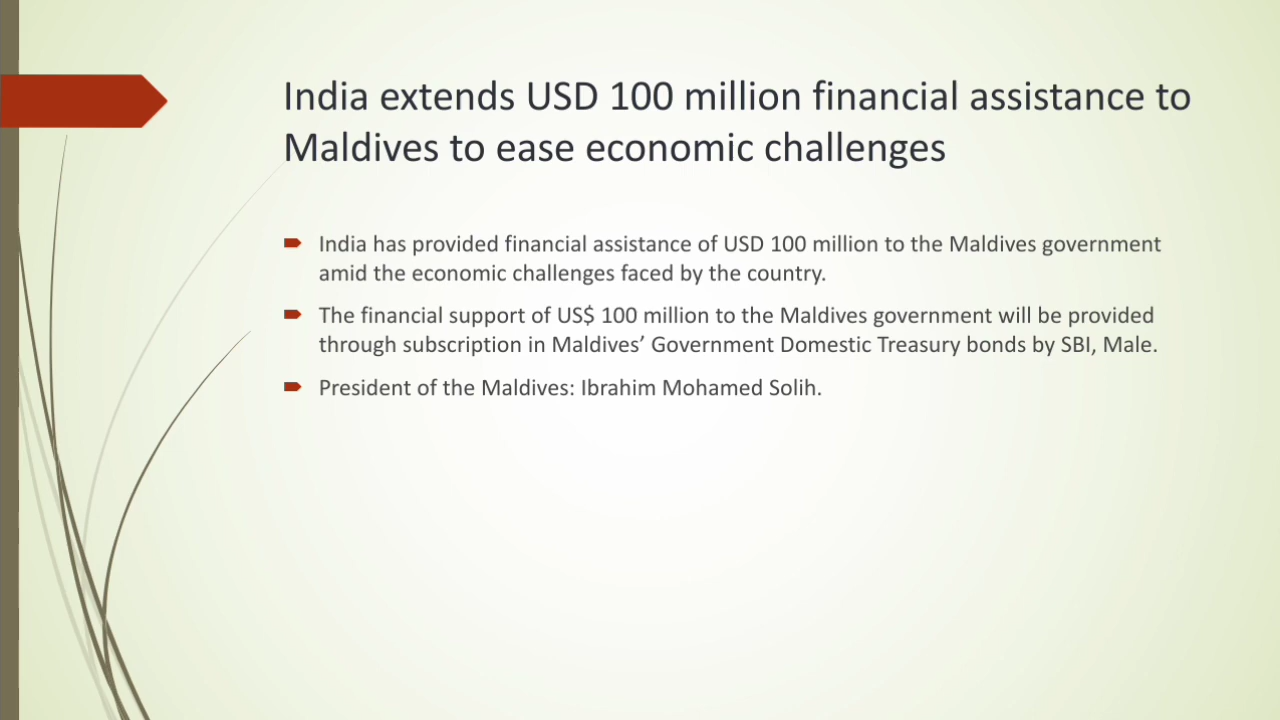 India extends USD 100 million financial assistance to
Maldives to ease economic challenges
India has provided financial assistance of USD 100 million to the Maldives government
amid the economic challenges faced by the country.
The financial support of US$ 100 million to the Maldives government will be provided
through subscription in Maldives’ Government Domestic Treasury bonds by SBI, Male.
President of the Maldives: Ibrahim Mohamed Solih.